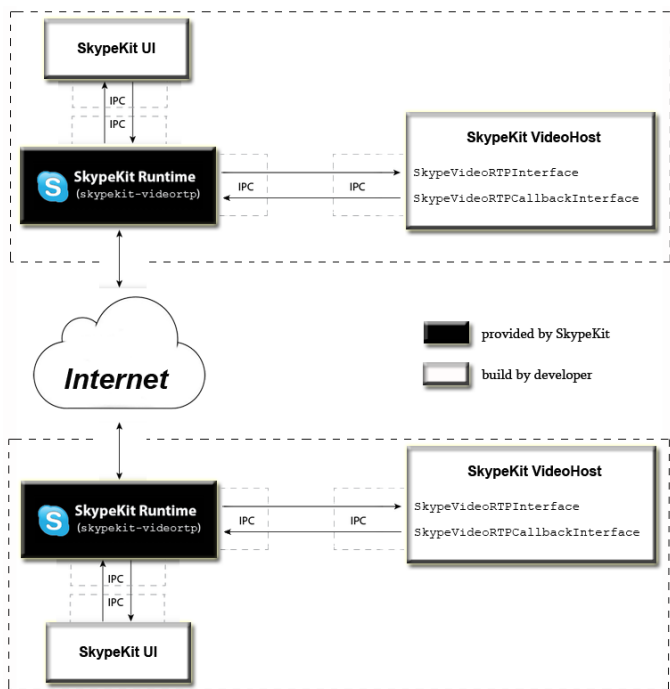 SkypeKit UI
IPC
IPC
SkypeKit Runtime
(skypekit-videortp)
IPC
IPC
SkypeKit VideoHost
SkypeVideoRTPInterface
SkypeVideoRTPCallbackInterface
Internet
provided by SkypeKit
build by developer
SkypeKit Runtime
(skypekit-videortp)
IPC
IPC
SkypeKit VideoHost
SkypeVideoRTPInterface
SkypeVideoRTPCallbackInterface
IPC
IPC
SkypeKit UI